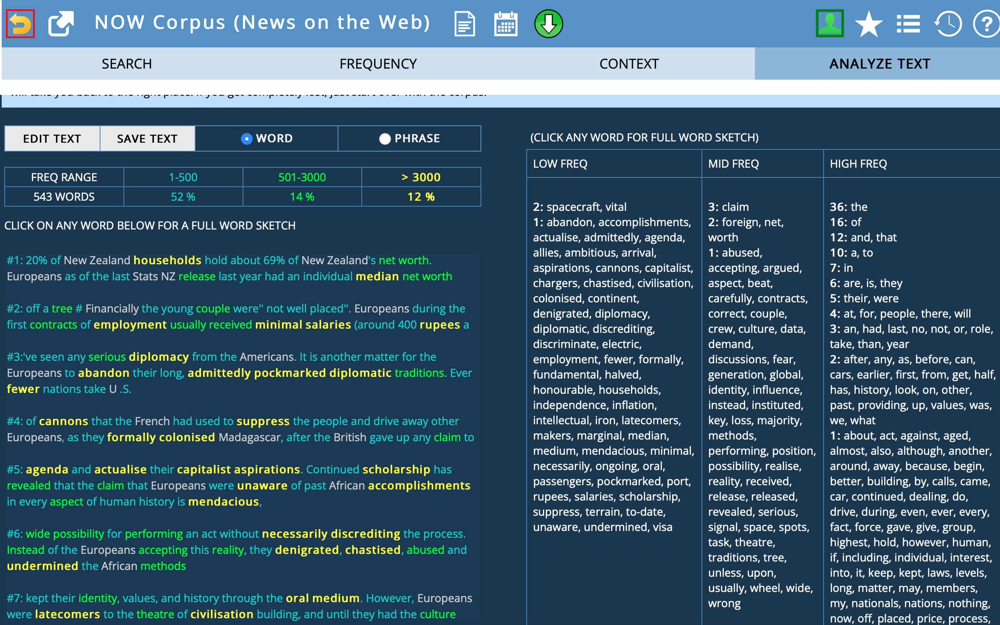 NOW Corpus (News on the Web)
?
SEARCH
FREQUENCY
CONTEXT
ANALYZE TEXT
will take you back to the right place. If you get completely lost, just start over with the corpus.
EDIT TEXT
SAVE TEXT
WORD
PHRASE
FREQ RANGE 1-500 501-3000 > 3000
543 WORDS 52 % 14 % 12 %
CLICK ON ANY WORD BELOW FOR A FULL WORD SKETCH
#1: 20% of New Zealand households hold about 69% of New Zealand's net worth.
Europeans as of the last Stats NZ release last year had an individual median net worth
#2: off a tree # Financially the young couple were" not well placed". Europeans during the
first contracts of employment usually received minimal salaries (around 400 rupees a
#3:'ve seen any serious diplomacy from the Americans. It is another matter for the
Europeans to abandon their long, admittedly pockmarked diplomatic traditions. Ever
fewer nations take U .S.
#4: of cannons that the French had used to suppress the people and drive away other
Europeans, as they formally colonised Madagascar, after the British gave up any claim to
#5: agenda and actualise their capitalist aspirations. Continued scholarship has
revealed that the claim that Europeans were unaware of past African accomplishments
in every aspect of human history is mendacious,
#6: wide possibility for performing an act without necessarily discrediting the process.
Instead of the Europeans accepting this reality, they denigrated, chastised, abused and
undermined the African methods
#7: kept their identity, values, and history through the oral medium. However, Europeans
were latecomers to the theatre of civilisation building, and until they had the culture
(CLICK ANY WORD FOR FULL WORD SKETCH)
LOW FREQ
2: spacecraft, vital
1: abandon, accomplishments,
actualise, admittedly, agenda,
allies, ambitious, arrival,
aspirations, cannons, capitalist,
chargers, chastised, civilisation,
colonised, continent,
denigrated, diplomacy,
diplomatic, discrediting,
discriminate, electric,
employment, fewer, formally,
fundamental, halved,
honourable, households,
independence, inflation,
intellectual, iron, latecomers,
makers, marginal, median,
medium, mendacious, minimal,
necessarily, ongoing, oral,
passengers, pockmarked, port,
rupees, salaries, scholarship,
suppress, terrain, to-date,
unaware, undermined, visa
MID FREQ
3: claim
2: foreign, net,
worth
1: abused,
accepting, argued,
aspect, beat,
carefully, contracts,
correct, couple,
crew, culture, data,
demand,
discussions, fear,
generation, global,
identity, influence,
instead, instituted,
key, loss, majority,
methods,
performing, position,
possibility, realise,
reality, received,
release, released,
revealed, serious,
signal, space, spots,
task, theatre,
traditions, tree,
unless, upon,
usually, wheel, wide,
wrong
HIGH FREQ
36: the
16: of
12: and, that
10: a, to
7: in
6: are, is, they
5: their, were
4: at, for, people, there, will
3: an, had, last, no, not, or, role,
take, than, year
2: after, any, as, before, can,
cars, earlier, first, from, get, half,
has, history, look, on, other,
past, providing, up, values, was,
we, what
1: about, act, against, aged,
almost, also, although, another,
around, away, because, begin,
better, building, by, calls, came,
car, continued, dealing, do,
drive, during, even, ever, every,
fact, force, gave, give, group,
highest, hold, however, human,
if, including, individual, interest,
into, it, keep, kept, laws, levels,
long, matter, may, members,
my, nationals, nations, nothing,
now, off, placed, price, process,